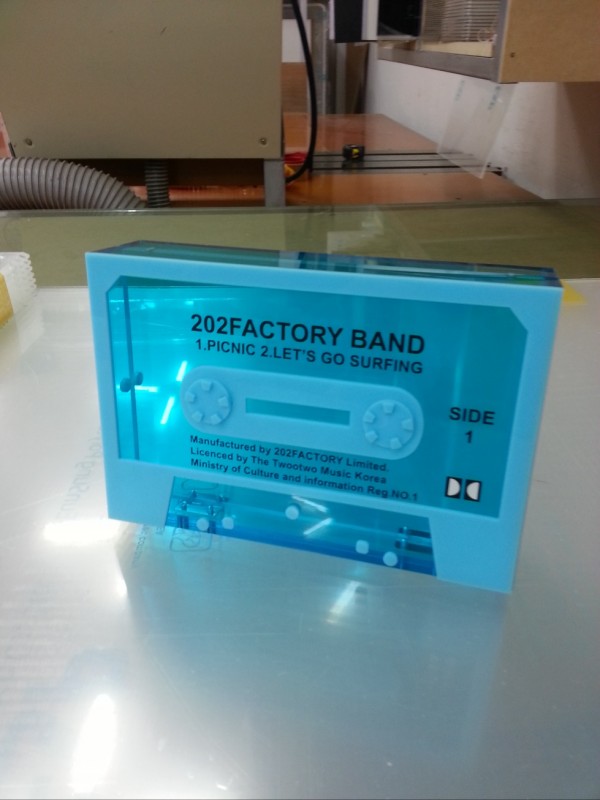 202FACTORY BAND
1.PICNIC 2.LET'S GO SURFING
SIDE
1
Manufactured by 202FACTORY Limited.
Licenced by The Twootwo Music Korea
Ministry of Culture and information Reg.NO.1